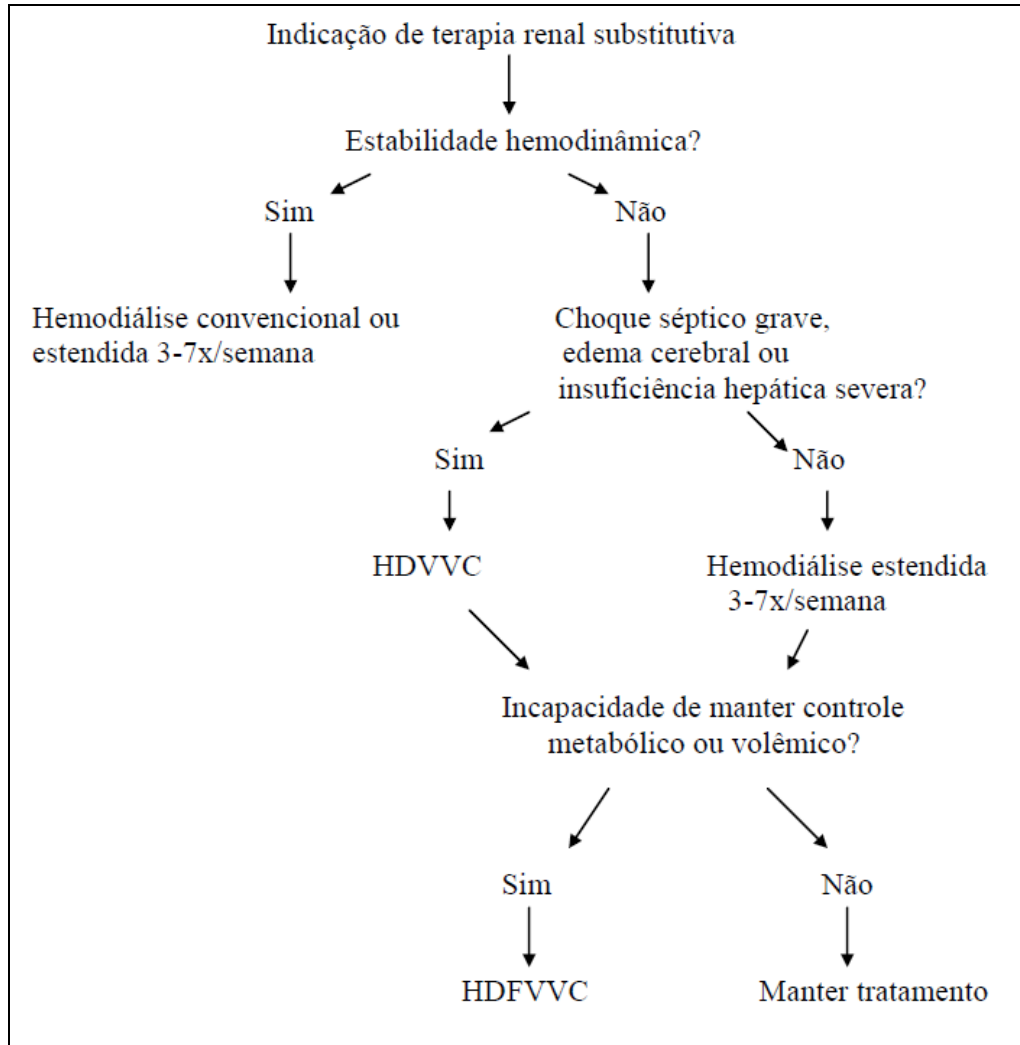 Indicação de terapia renal substitutiva
Estabilidade hemodinâmica?
Sim
Não
Hemodiálise convencional ou
estendida 3-7x/semana
Choque séptico grave,
edema cerebral ou
insuficiência hepática severa?
Sim
Não
HDVVC
Hemodiálise estendida
3-7x/semana
Incapacidade de manter controle
metabólico ou volêmico?
Sim
Não
HDFVVC
Manter tratamento